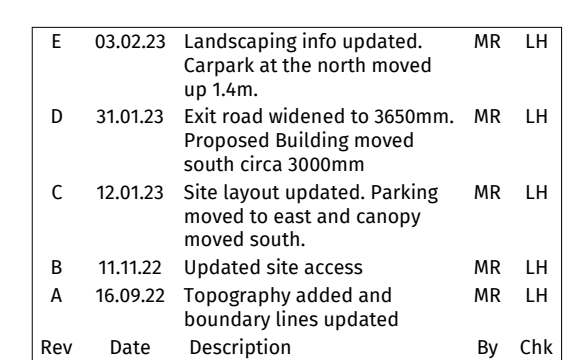 E 03.02.23 Landscaping info updated. MR LH
Carpark at the north moved
up 1.4m.
D 31.01.23 Exit road widened to 3650mm. MR LH
Proposed Building moved
south circa 3000mm
C 12.01.23 Site layout updated. Parking MR LH
moved to east and canopy
moved south.
B 11.11.22 Updated site access MR LH
A 16.09.22 Topography added and MR LH
boundary lines updated
Rev Date Description By Chk